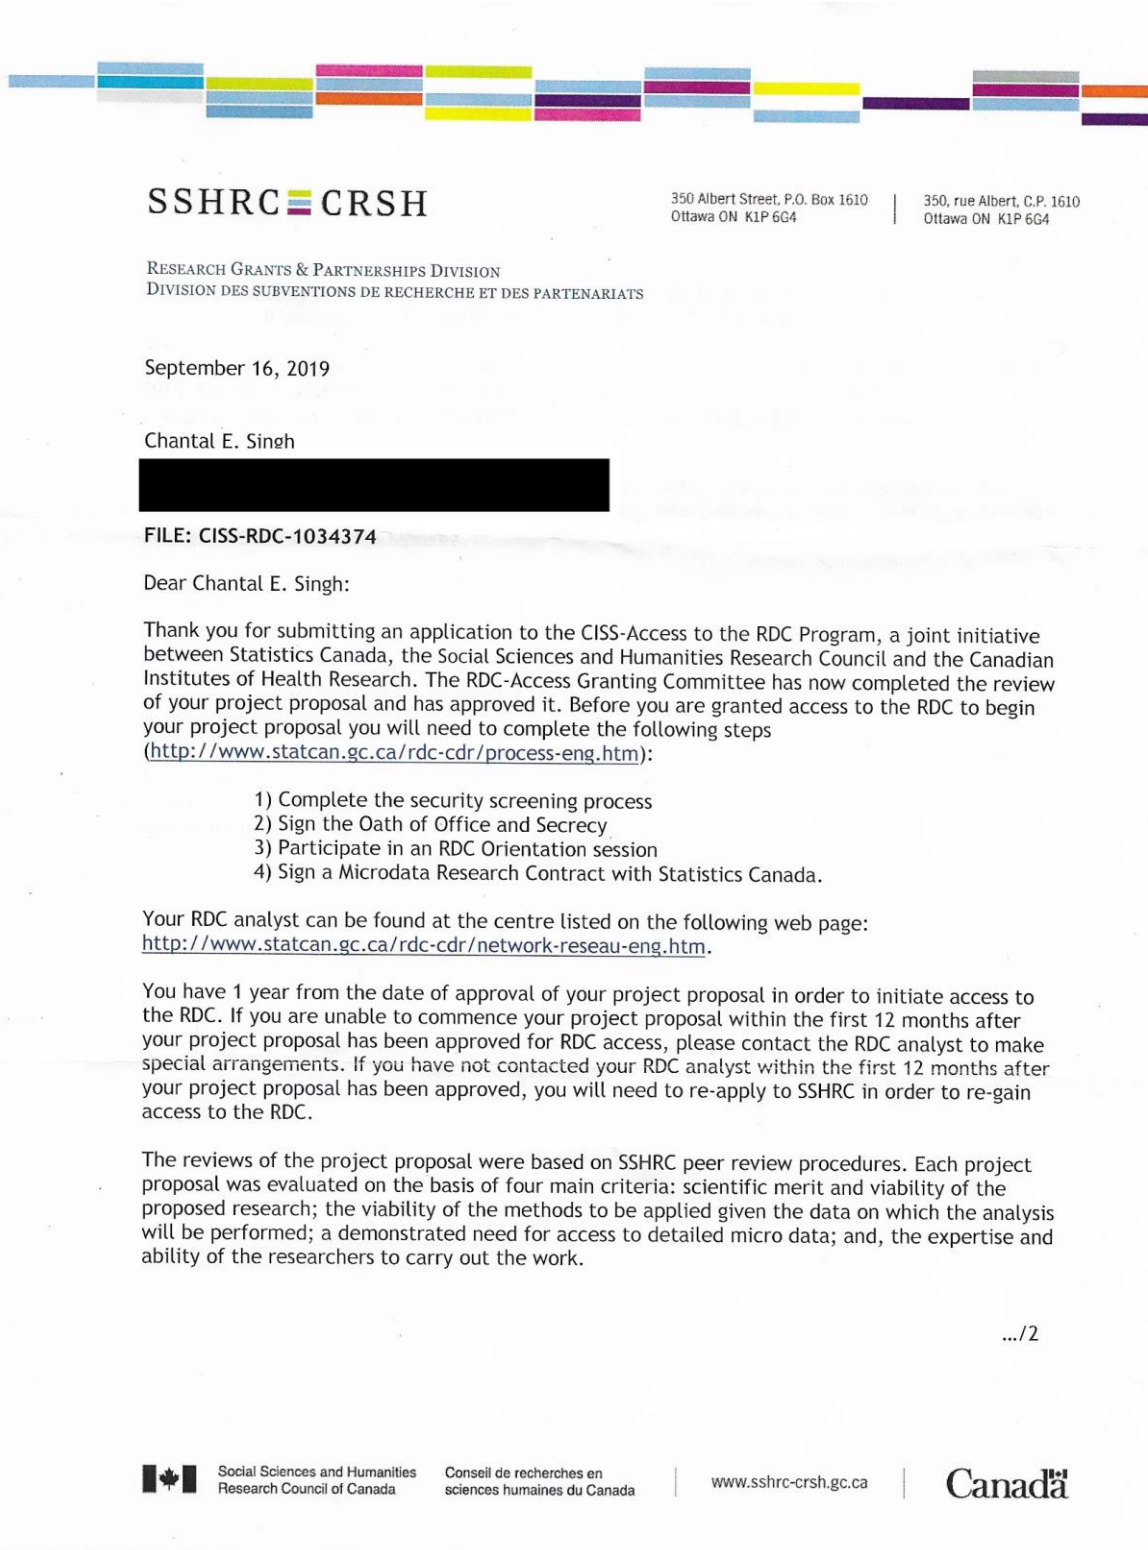 SSHRC CRSH
350 Albert Street, P.O. Box 1610
Ottawa ON K1P 6G4
350, rue Albert, C.P. 1610
Ottawa ON K1P 6G4
RESEARCH GRANTS & PARTNERSHIPS DIVISION
DIVISION DES SUBVENTIONS DE RECHERCHE ET DES PARTENARIATS
September 16, 2019
Chantal E. Singh
FILE: CISS-RDC-1034374
Dear Chantal E. Singh:
Thank you for submitting an application to the CISS-Access to the RDC Program, a joint initiative
between Statistics Canada, the Social Sciences and Humanities Research Council and the Canadian
Institutes of Health Research. The RDC-Access Granting Committee has now completed the review
of your project proposal and has approved it. Before you are granted access to the RDC to begin
your project proposal you will need to complete the following steps
(http://www.statcan.gc.ca/rdc-cdr/process-eng.htm):
1) Complete the security screening process
2) Sign the Oath of Office and Secrecy
3) Participate in an RDC Orientation session
4) Sign a Microdata Research Contract with Statistics Canada.
Your RDC analyst can be found at the centre listed on the following web page:
http://www.statcan.gc.ca/rdc-cdr/network-reseau-eng.htm.
You have 1 year from the date of approval of your project proposal in order to initiate access to
the RDC. If you are unable to commence your project proposal within the first 12 months after
your project proposal has been approved for RDC access, please contact the RDC analyst to make
special arrangements. If you have not contacted your RDC analyst within the first 12 months after
your project proposal has been approved, you will need to re-apply to SSHRC in order to re-gain
access to the RDC.
The reviews of the project proposal were based on SSHRC peer review procedures. Each project
proposal was evaluated on the basis of four main criteria: scientific merit and viability of the
proposed research; the viability of the methods to be applied given the data on which the analysis
will be performed; a demonstrated need for access to detailed micro data; and, the expertise and
ability of the researchers to carry out the work.
.../2
Social Sciences and Humanities
Research Council of Canada
Conseil de recherches en
sciences humaines du Canada
www.sshrc-crsh.gc.ca
Canada